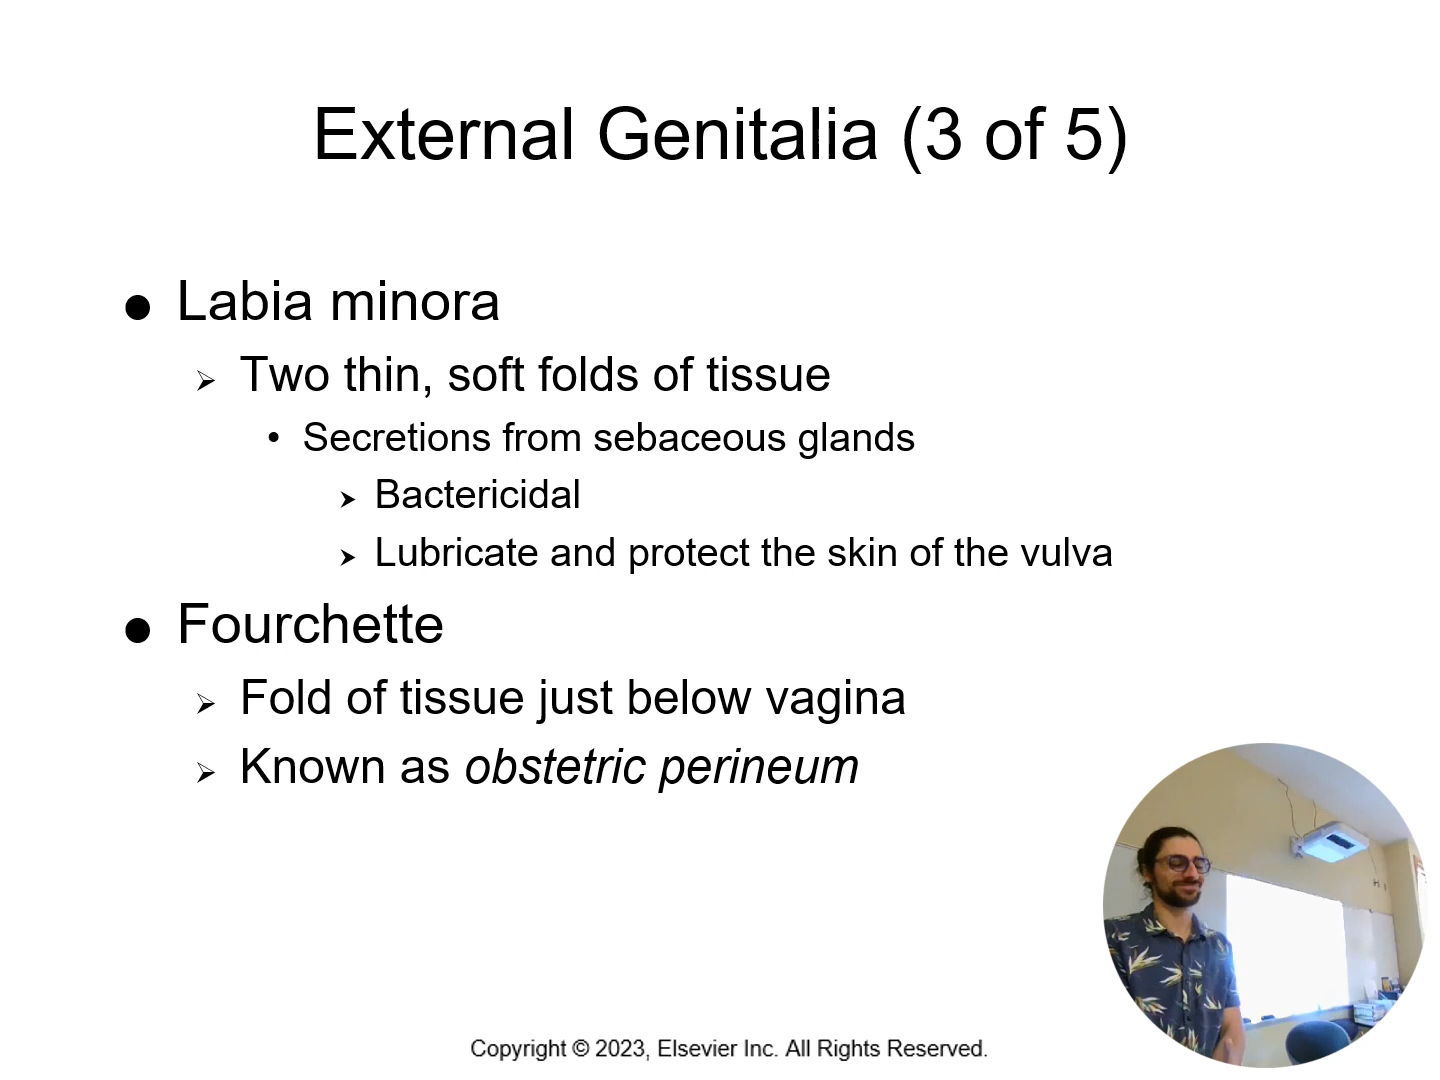 External Genitalia (3 of 5)
● Labia minora
➢ Two thin, soft folds of tissue
• Secretions from sebaceous glands
➤ Bactericidal
➤ Lubricate and protect the skin of the vulva
● Fourchette
➢ Fold of tissue just below vagina
➢ Known as obstetric perineum
Copyright © 2023, Elsevier Inc. All Rights Reserved.